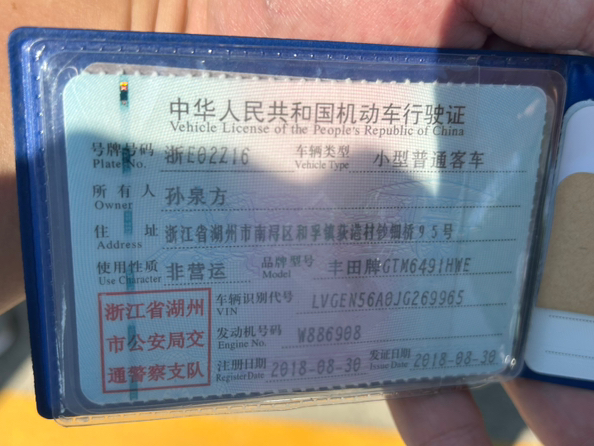 中华人民共和国机动车行驶证
Vehicle License of the People's Republic of China
号牌号码 浙E02Z16 车辆类型 小型普通客车
Plate No. Vehicle Type
所有人 孙泉方
Owner
住址 浙江省湖州市南浔区和孚镇荻港村钞烟桥95号
Address
使用性质 非营运 品牌型号 丰田牌GTM6491HWE
Use Character Model
浙江省湖州 车辆识别代号 LVGEN56A8JG269965
VIN
市公安局交 发动机号码 W886908
Engine No.
通警察支队 注册日期 2018-08-30 发证日期 2018-08-30
Register Date Issue Date